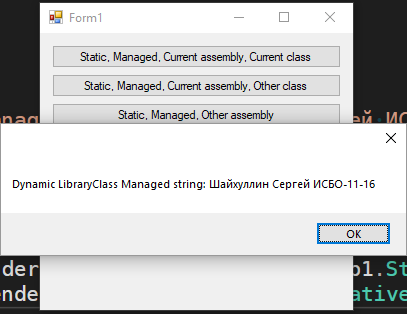 Form1
Static, Managed, Current assembly, Current class
Static, Managed, Current assembly, Other class
Static, Managed, Other assembly
Dynamic LibraryClass Managed string: Шайхуллин Сергей ИСБО-11-16
OK